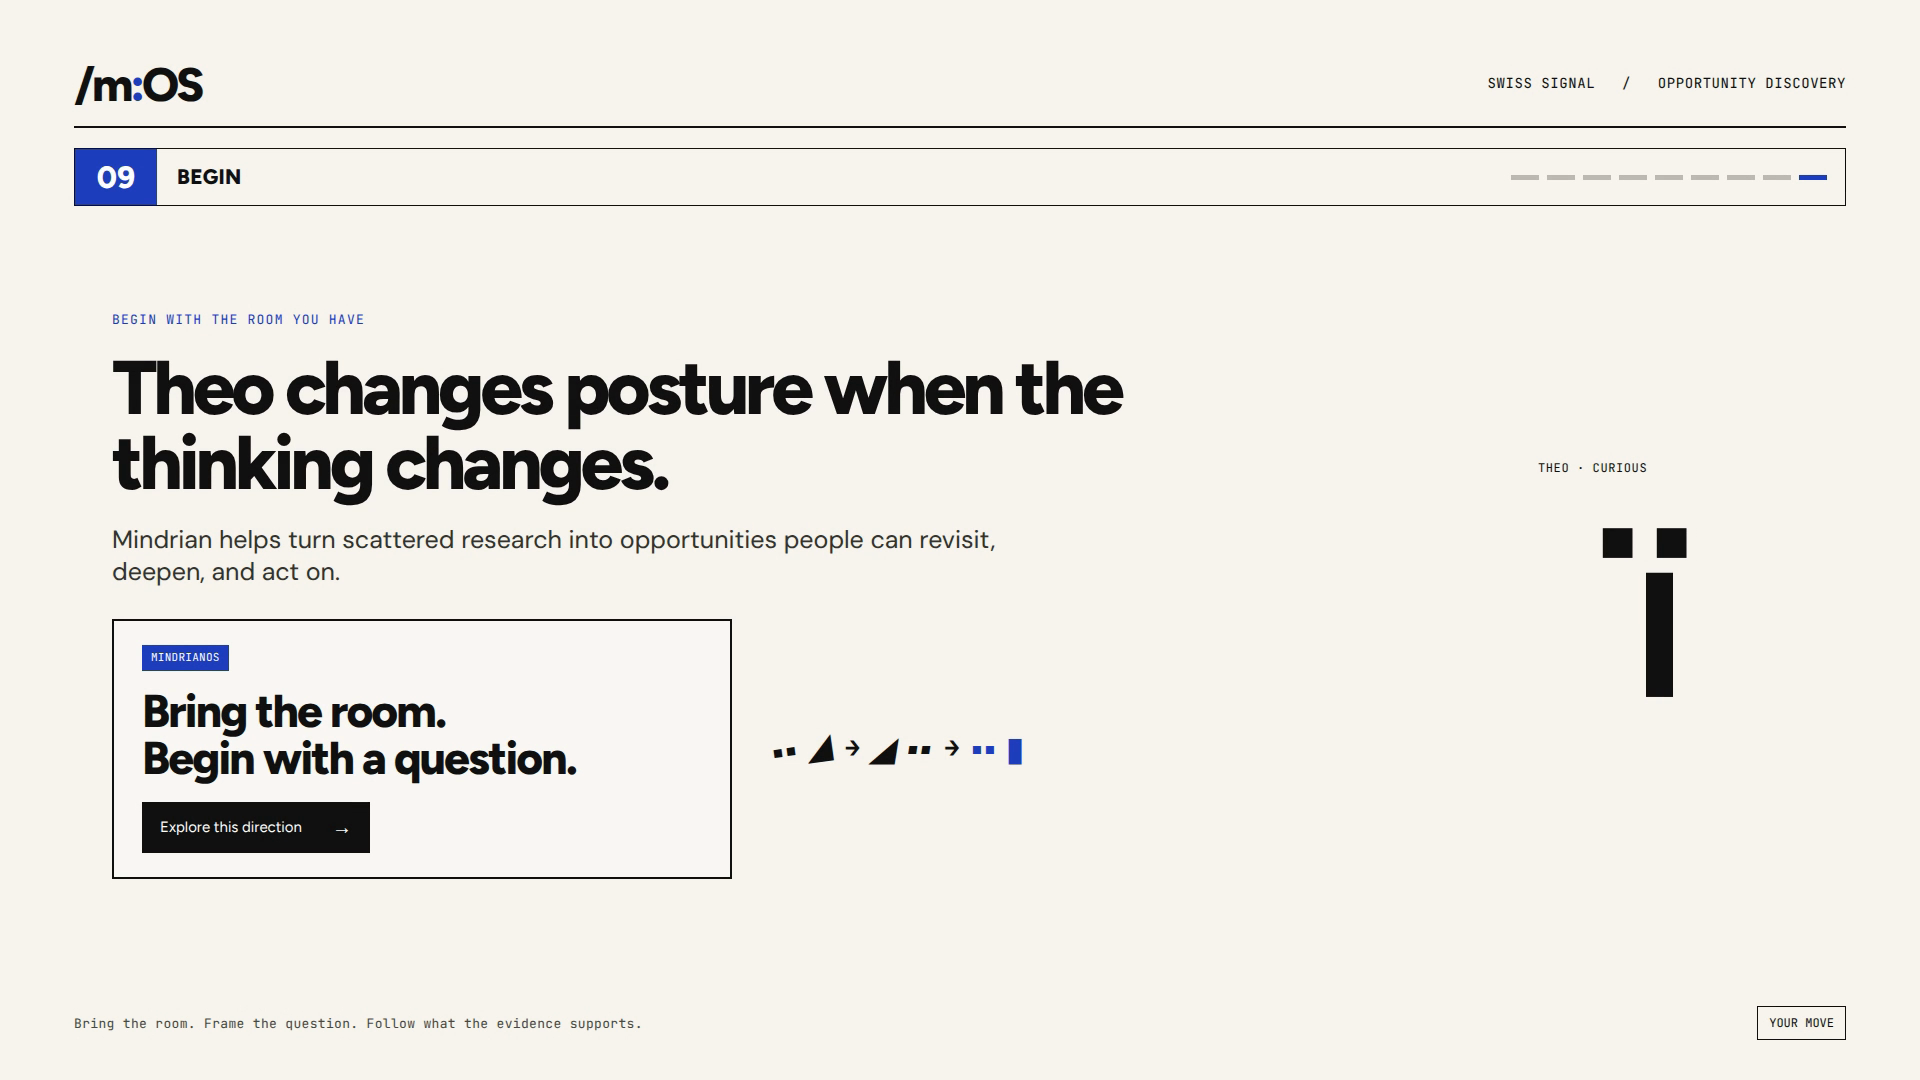 /m:OS
SWISS SIGNAL / OPPORTUNITY DISCOVERY
09 BEGIN
BEGIN WITH THE ROOM YOU HAVE
Theo changes posture when the
thinking changes.
Mindrian helps turn scattered research into opportunities people can revisit,
deepen, and act on.
THEO · CURIOUS
MINDRIANOS
Bring the room.
Begin with a question.
Explore this direction →
Bring the room. Frame the question. Follow what the evidence supports.
YOUR MOVE